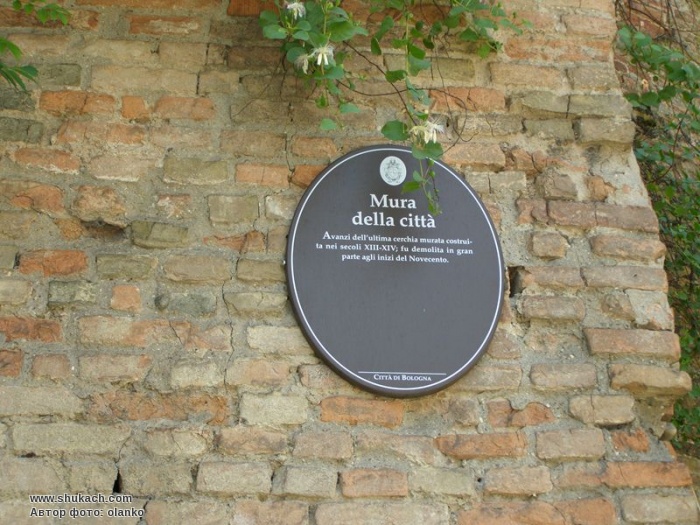 Mura
della città
Avanzi dell'ultima cerchia murata costrui-
ta nei secoli XIII-XIV; fu demolita in gran
parte agli inizi del Novecento.
CITTÀ DI BOLOGNA
www.shukach.com
Автор фото: olanko